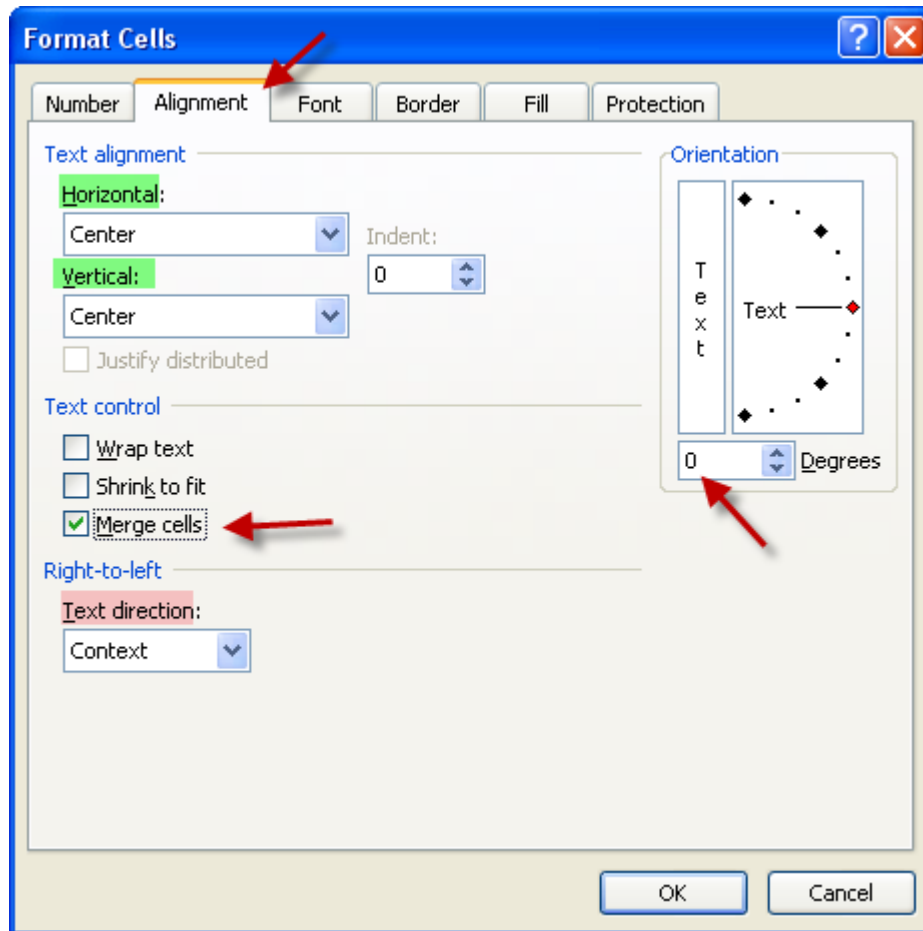 Format Cells
Number Alignment Font Border Fill Protection
Text alignment
Horizontal:
Center
Indent:
0
Vertical:
Center
Justify distributed
Text control
Wrap text
Shrink to fit
Merge cells
Right-to-left
Text direction:
Context
Orientation
Text
Text
0 Degrees
OK Cancel